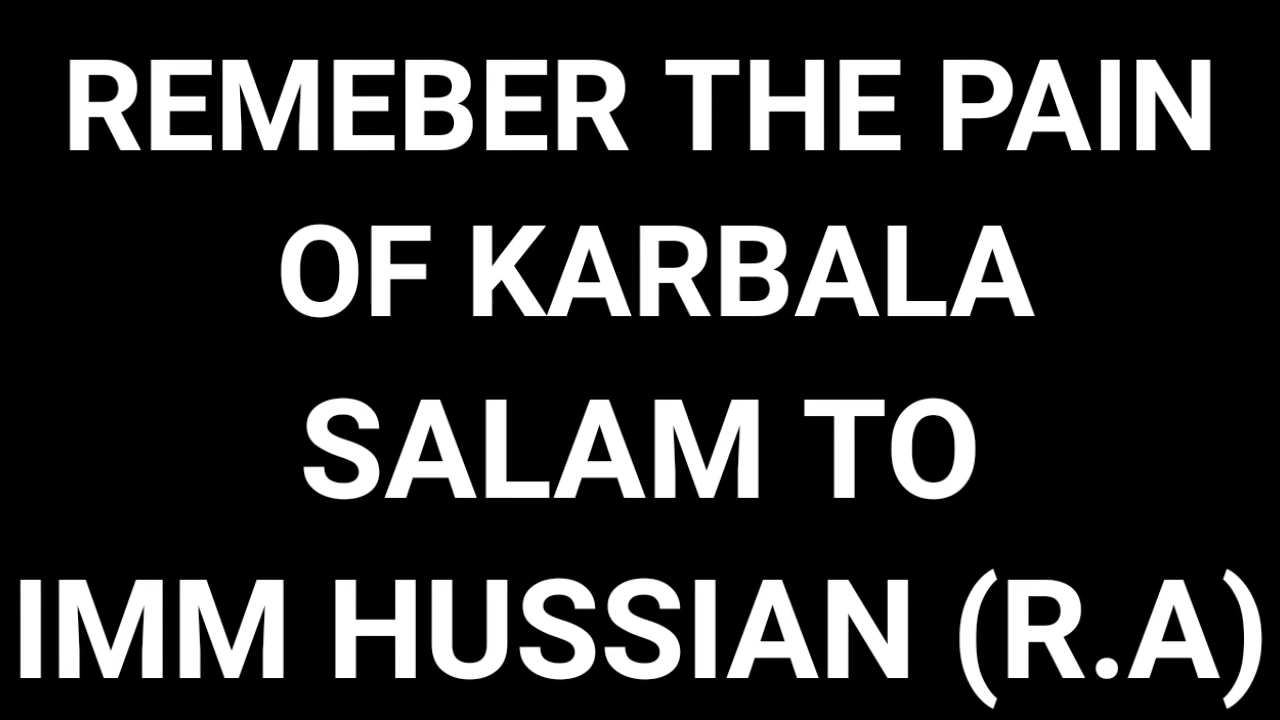 REMEBER THE PAIN
OF KARBALA
SALAM TO
IMM HUSSIAN (R.A)